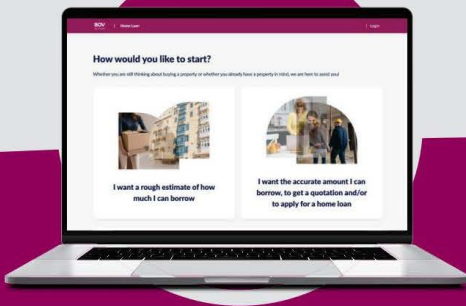 BOV
Home Loan
Login
How would you like to start?
Whether you are still thinking about buying a property or whether you already have a property in mind, we are here to assist you!
I want a rough estimate of how
much I can borrow
I want the accurate amount I can
borrow, to get a quotation and/or
to apply for a home loan